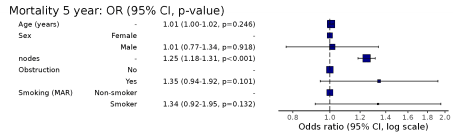 Mortality 5 year: OR (95% CI, p-value)
Age (years) - 1.01 (1.00-1.02, p=0.246)
Sex Female -
Male 1.01 (0.77-1.34, p=0.918)
nodes - 1.25 (1.18-1.31, p<0.001)
Obstruction No -
Yes 1.35 (0.94-1.92, p=0.101)
Smoking (MAR) Non-smoker -
Smoker 1.34 (0.92-1.95, p=0.132)
0.8 1.0 1.2 1.4 1.6 1.8 2.0
Odds ratio (95% CI, log scale)